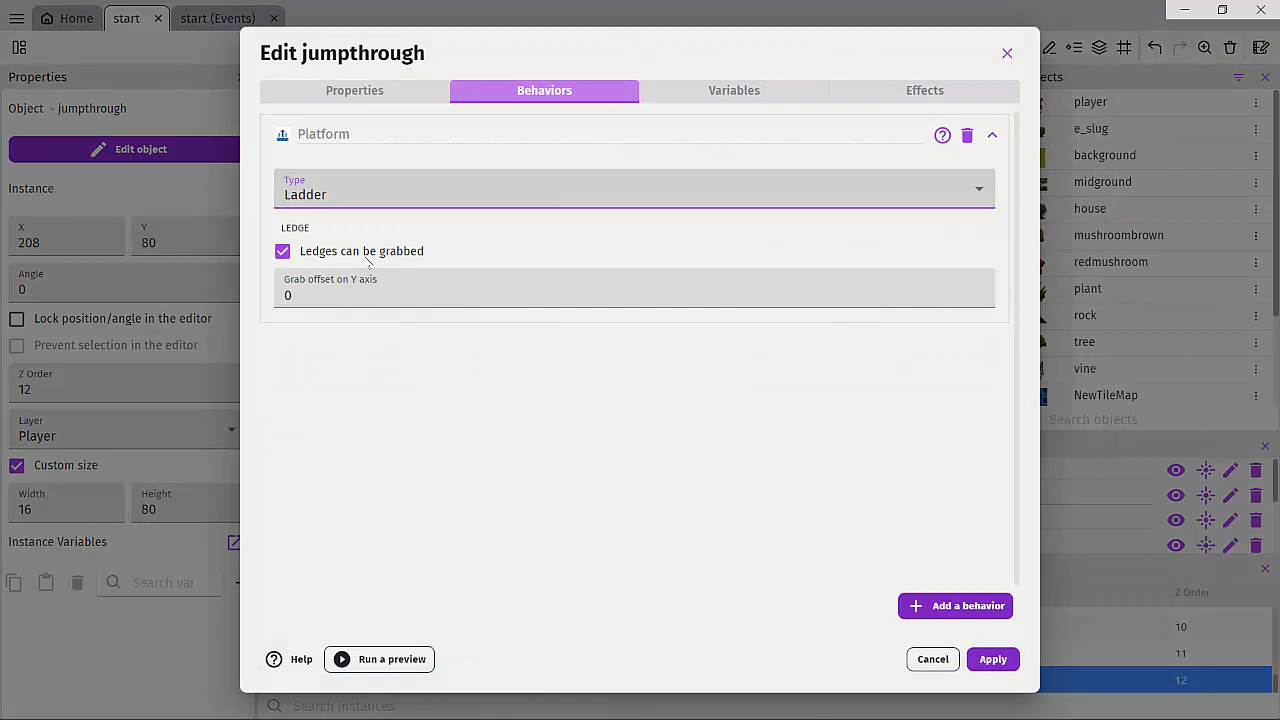 Home
start
start (Events)
Properties
Object - jumpthrough
Edit object
Instance
X
208
Y
80
Angle
0
Lock position/angle in the editor
Prevent selection in the editor
Z Order
12
Layer
Player
Custom size
Width
16
Height
80
Instance Variables
Search var
Edit jumpthrough
Properties
Behaviors
Variables
Effects
Platform
Type
Ladder
LEDGE
Ledges can be grabbed
Grab offset on Y axis
0
Add a behavior
Help
Run a preview
Cancel
Apply
player
e_slug
background
midground
house
mushroombrown
redmushroom
plant
rock
tree
vine
NewTileMap
Search objects
Z Order
10
11
12
Search instances